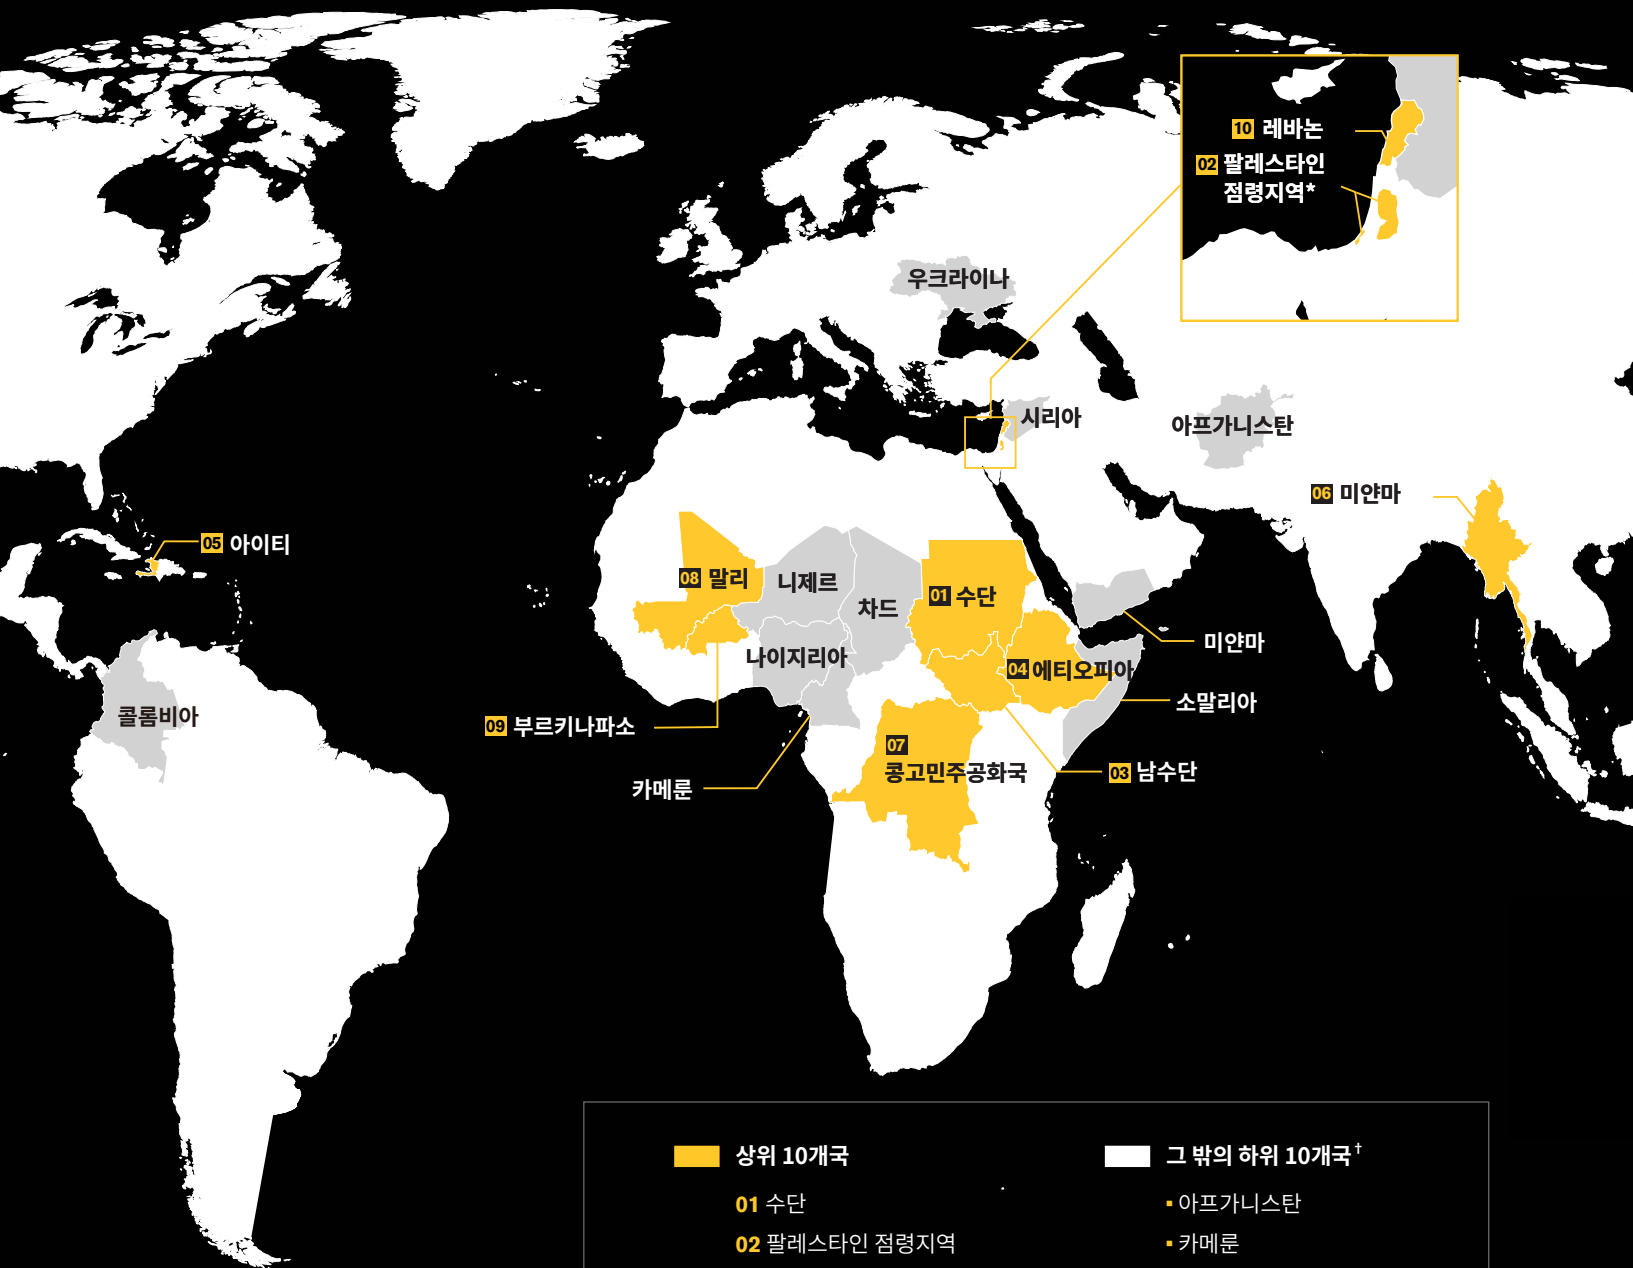 10 레바논
02 팔레스타인
점령지역*
우크라이나
시리아
아프가니스탄
06 미얀마
05 아이티
08 말리
니제르
차드
01 수단
나이지리아
04 에티오피아
미얀마
소말리아
콜롬비아
09 부르키나파소
07
콩고민주공화국
03 남수단
카메룬
상위 10개국
01 수단
02 팔레스타인 점령지역
그 밖의 하위 10개국†
▪ 아프가니스탄
▪ 카메룬